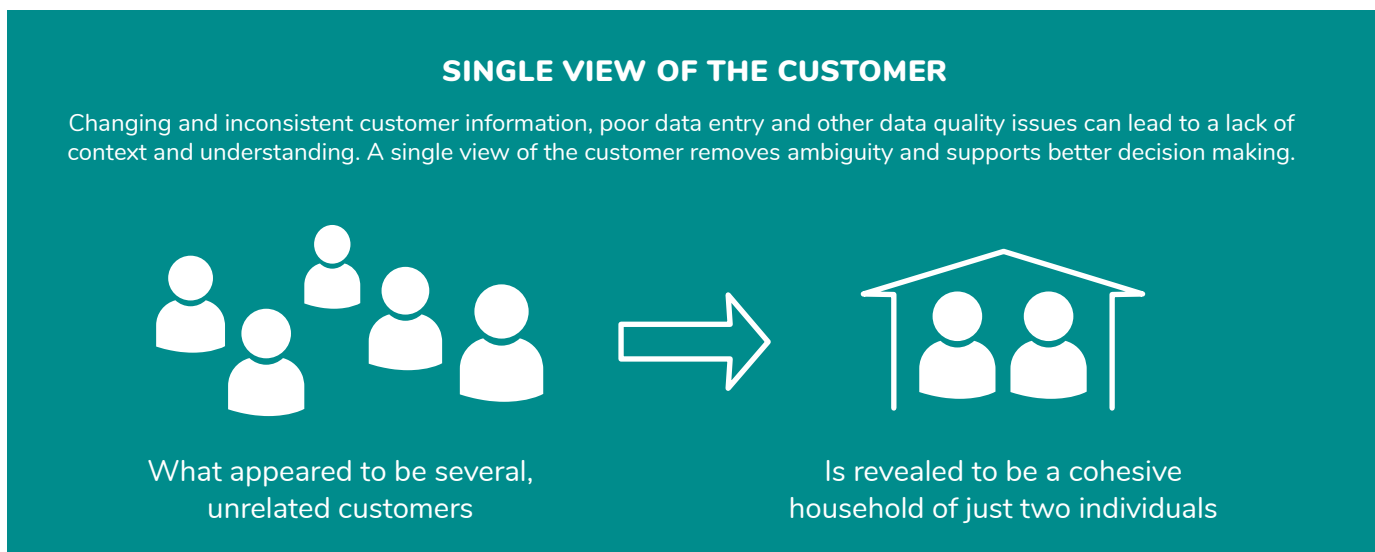 SINGLE VIEW OF THE CUSTOMER
Changing and inconsistent customer information, poor data entry and other data quality issues can lead to a lack of
context and understanding. A single view of the customer removes ambiguity and supports better decision making.
What appeared to be several,
unrelated customers
Is revealed to be a cohesive
household of just two individuals